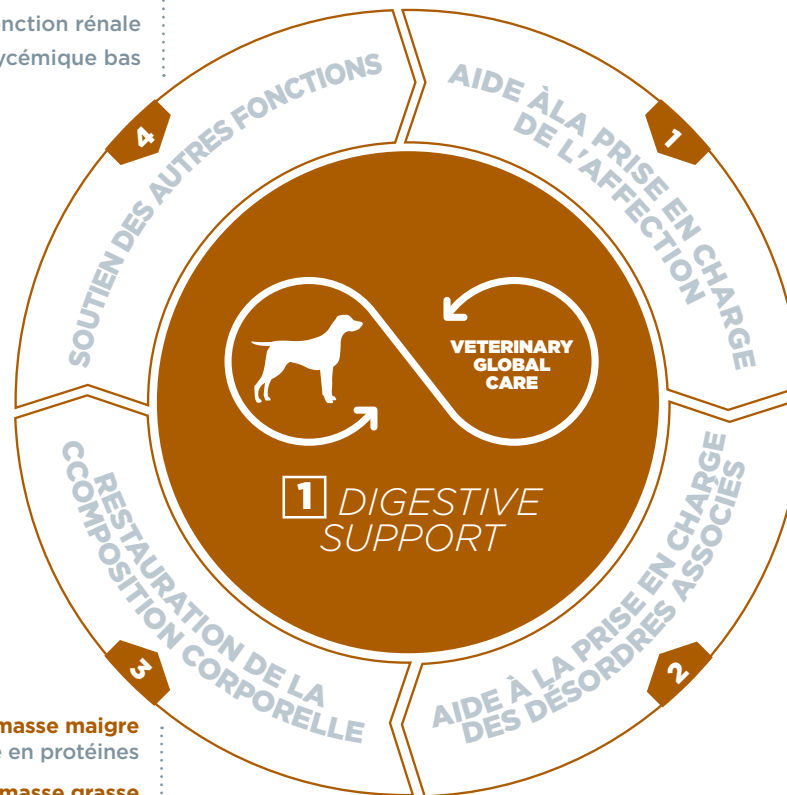 nction rénale
ycémique bas
AIDE ÀLA PRISE EN CHARGE
DE L'AFFECTION
1
AIDE À LA PRISE EN CHARGE
DES DÉSORDRES ASSOCIÉS
2
RESTAURATION DE LA
CCOMPOSITION CORPORELLE
3
SOUTIEN DES AUTRES FONCTIONS
4
VETERINARY
GLOBAL
CARE
1 DIGESTIVE
SUPPORT
masse maigre
en protéines
masse grasse